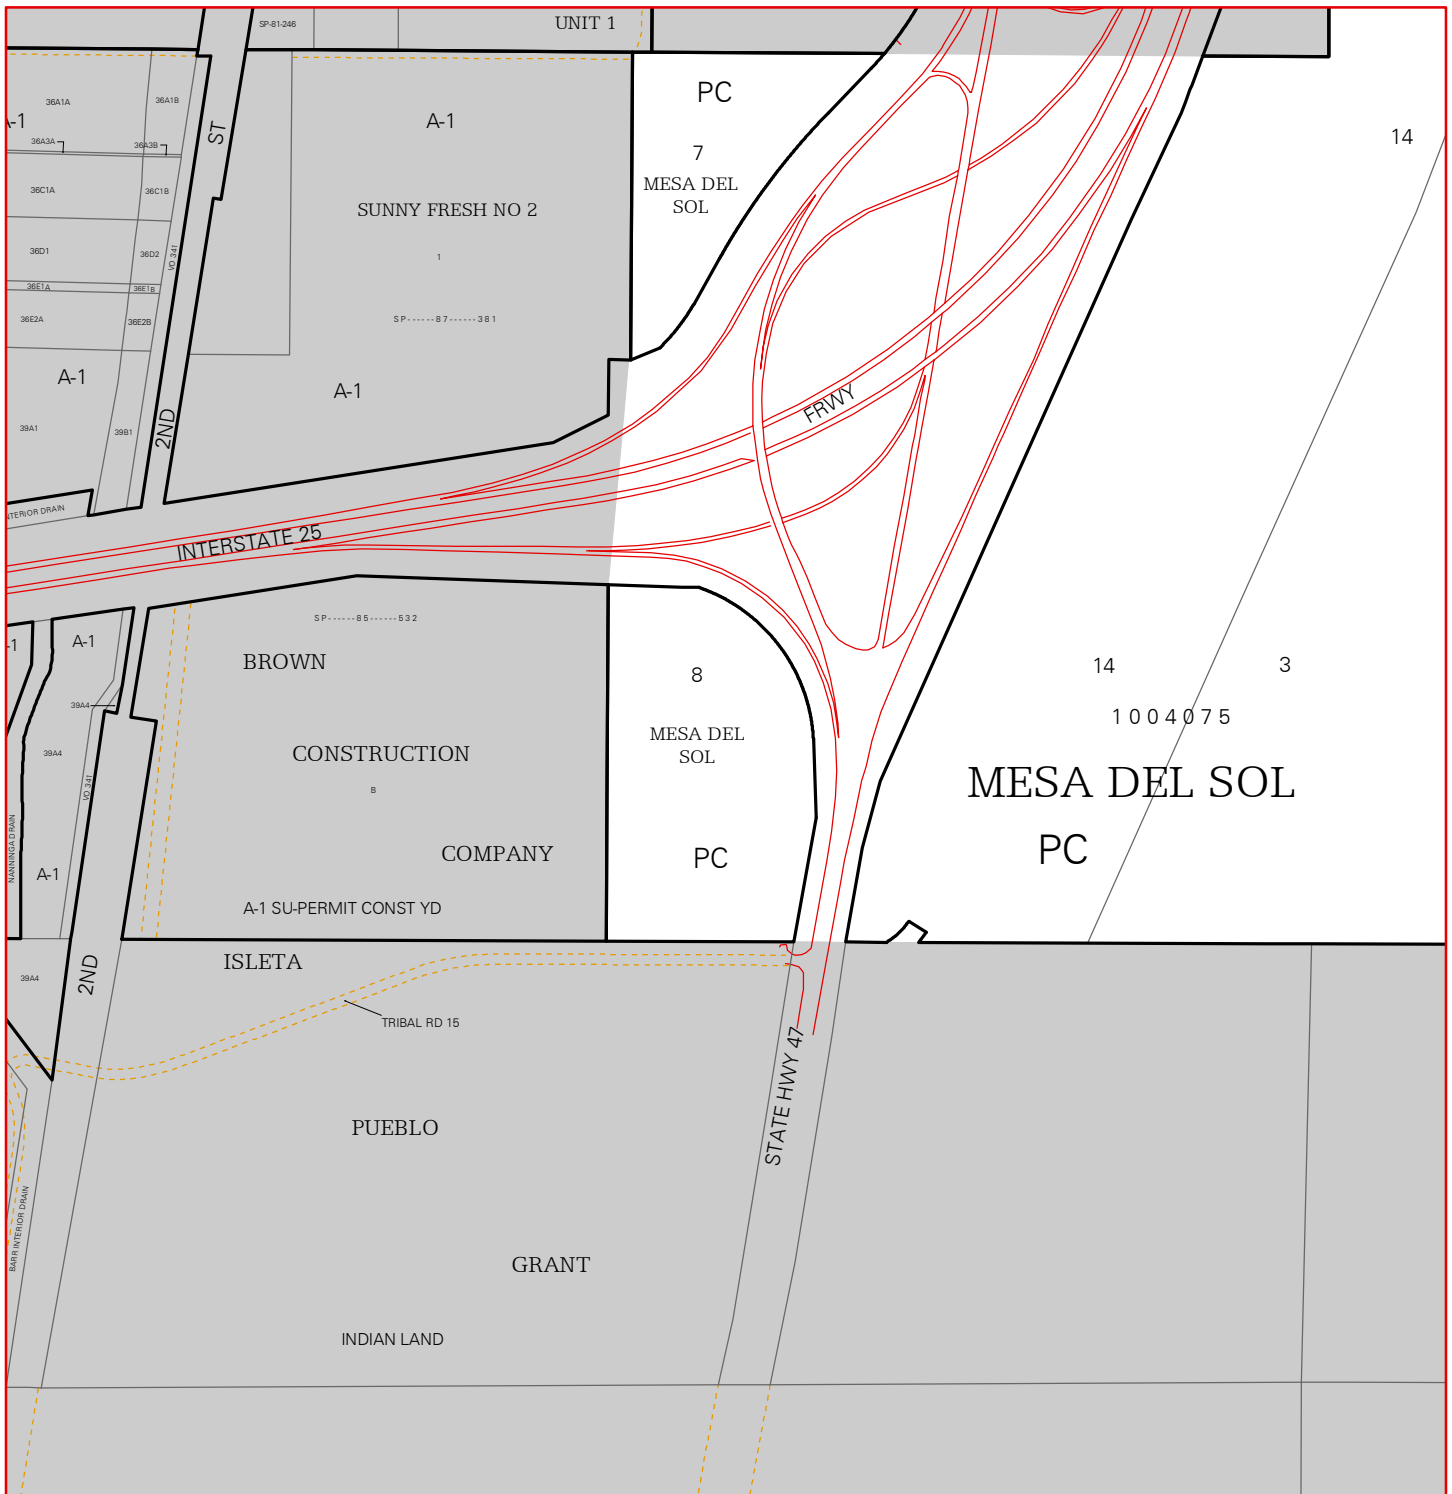 SP-81-246
UNIT 1
36A1A
36A1B
PC
A-1
A-1
ST
14
36A3A
36A3B
7
MESA DEL
SOL
36C1A
36C1B
SUNNY FRESH NO 2
36D1
36D2
VO 341
1
36E1A
36E1B
36E2A
36E2B
SP------87------381
A-1
A-1
FRWY
39A1
39B1
2ND
INTERSTATE 25
SP------85------532
A-1
BROWN
14
3
8
39A4
1004075
MESA DEL
SOL
39A4
CONSTRUCTION
VO 341
B
MESA DEL SOL
NANNINGA DRAIN
COMPANY
PC
PC
A-1
A-1 SU-PERMIT CONST YD
ISLETA
39A4
2ND
TRIBAL RD 15
STATE HWY 47
PUEBLO
BARR INTERIOR DRAIN
GRANT
INDIAN LAND